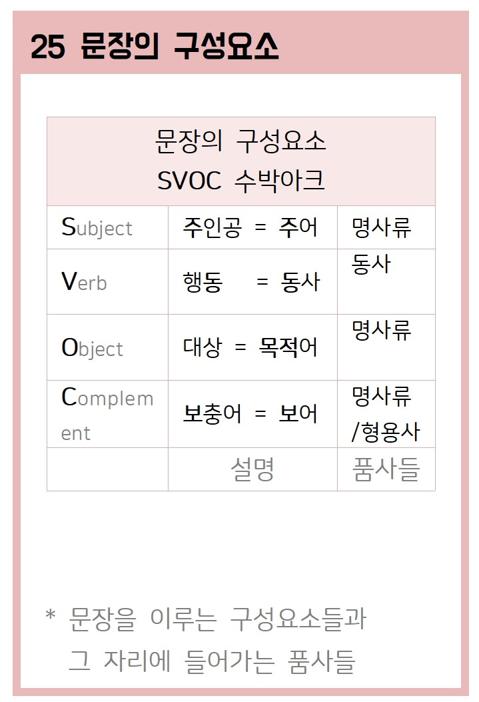 25 문장의 구성요소
문장의 구성요소
SVOC 수박아크
Subject 주인공 = 주어 명사류
Verb 행동 = 동사 동사
Object 대상 = 목적어 명사류
Complem
ent 보충어 = 보어 명사류
/형용사
설명 품사들
* 문장을 이루는 구성요소들과
그 자리에 들어가는 품사들